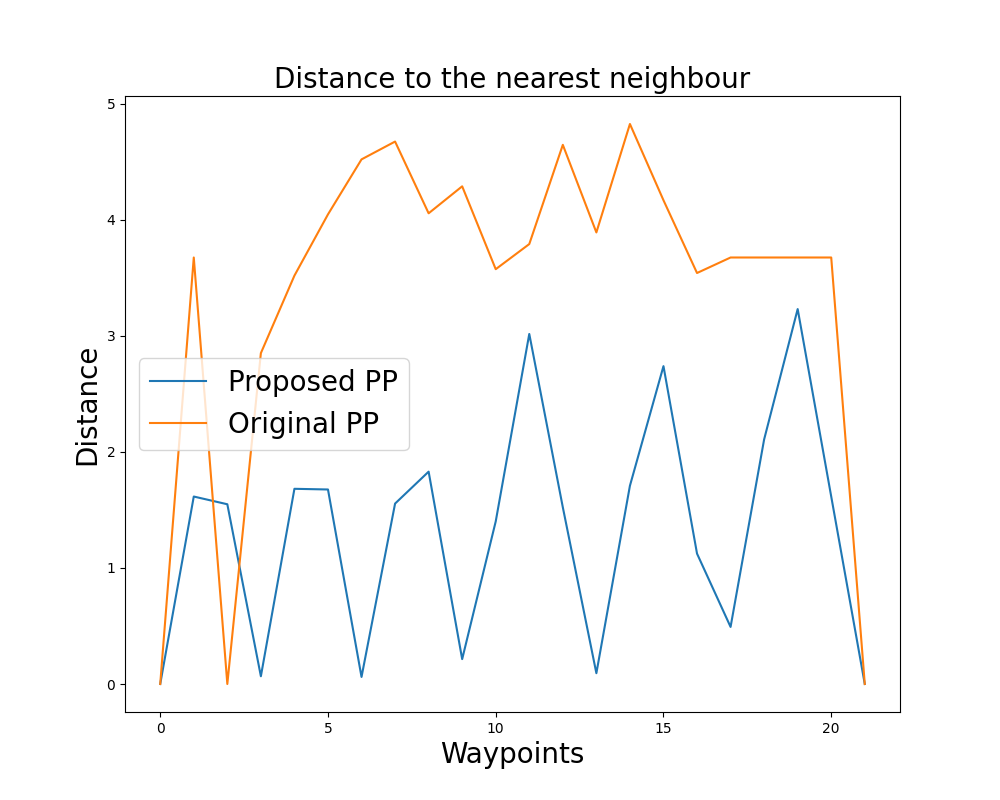 Distance to the nearest neighbour
5
4
3
2
1
0
Distance
Proposed PP
Original PP
0 5 10 15 20
Waypoints